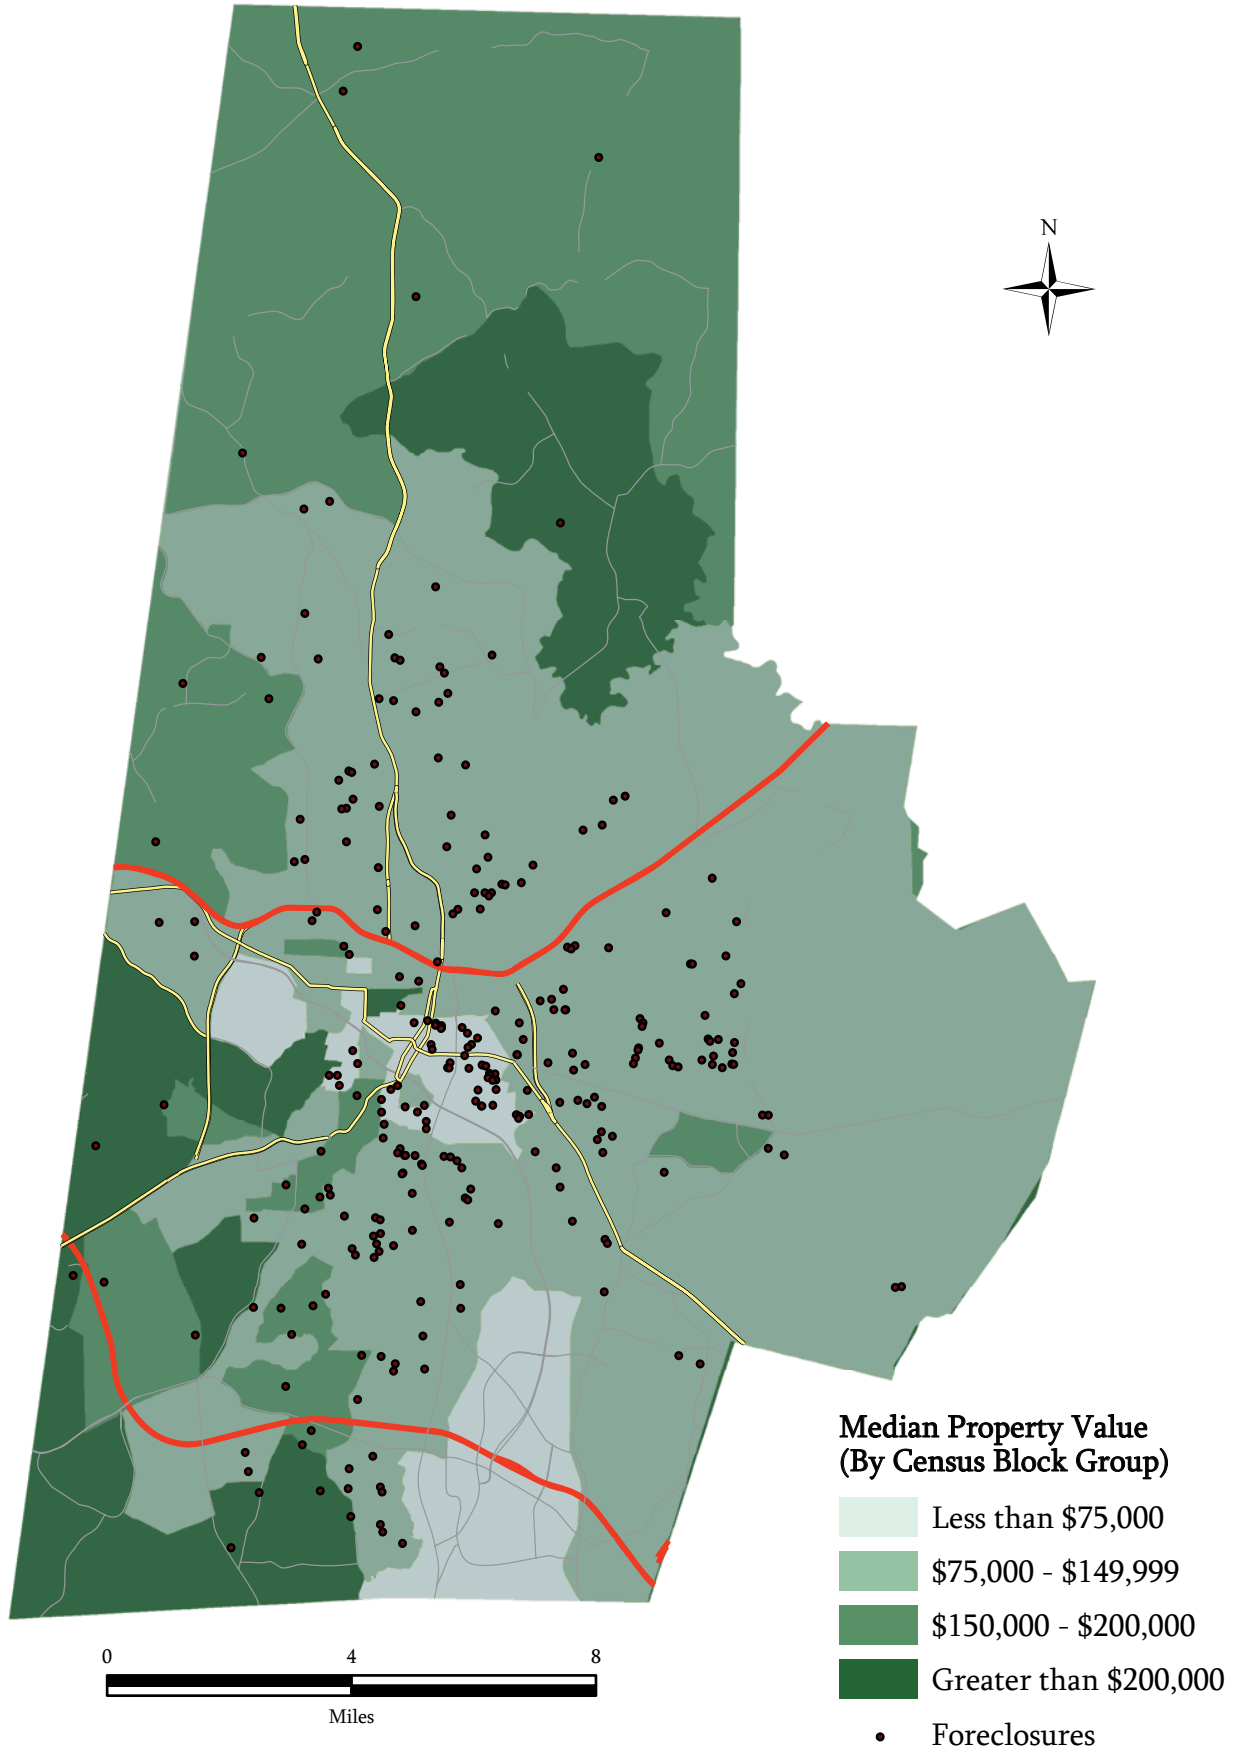 N
Median Property Value
(By Census Block Group)
Less than $75,000
$75,000 - $149,999
$150,000 - $200,000
Greater than $200,000
Foreclosures
0 4 8
Miles